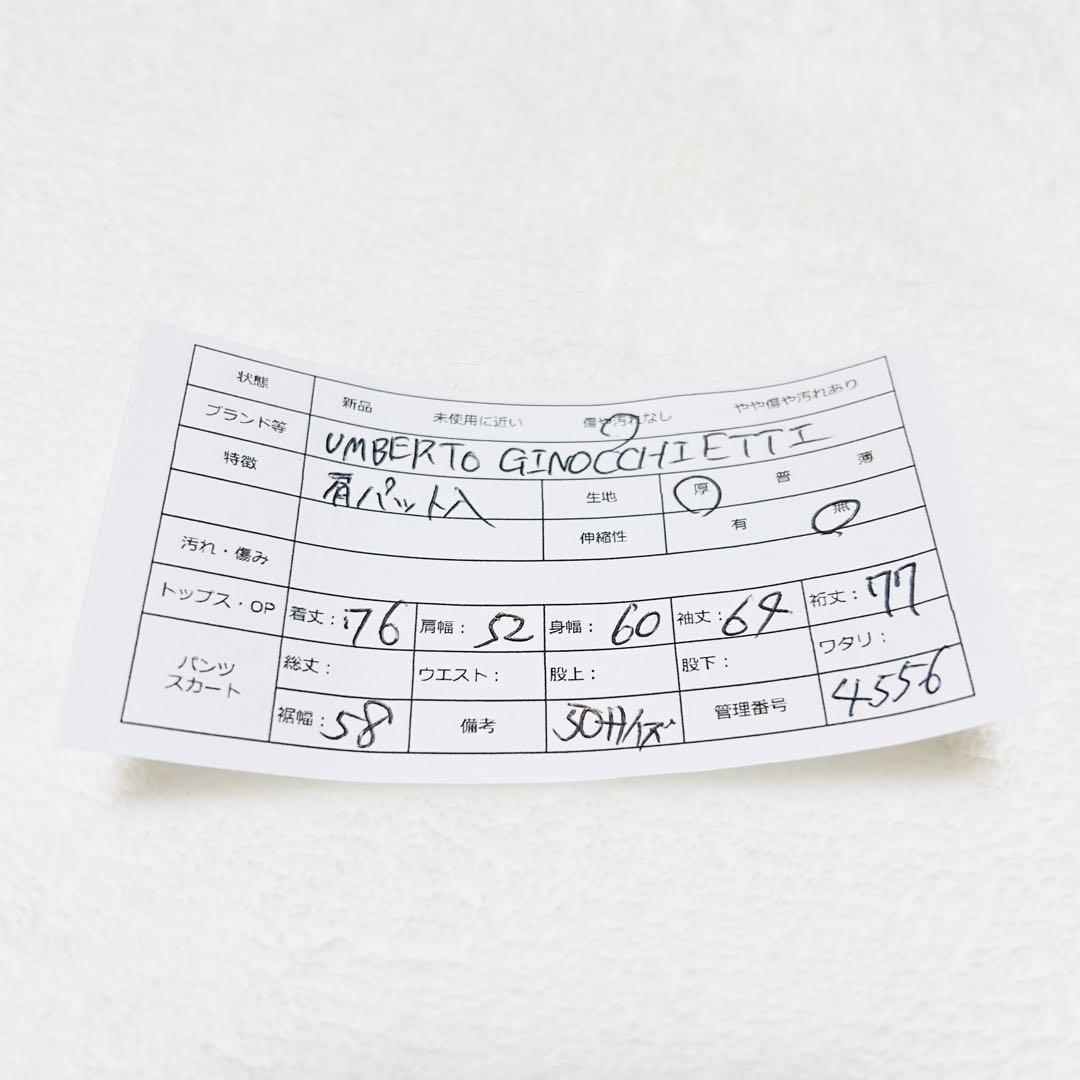 状態 新品 未使用に近い 傷や汚れなし やや傷や汚れあり
ブランド等 UMBERTO GINOCCHIETTI
特徴 肩パット入 生地 厚 普 薄
伸縮性 有 無
汚れ・傷み
トップス・OP 着丈:76 肩幅:52 身幅:60 袖丈:64 裄丈:77
パンツ スカート 総丈: ウエスト: 股上: 股下: ワタリ:
裾幅:58 備考 50サイズ 管理番号 4556